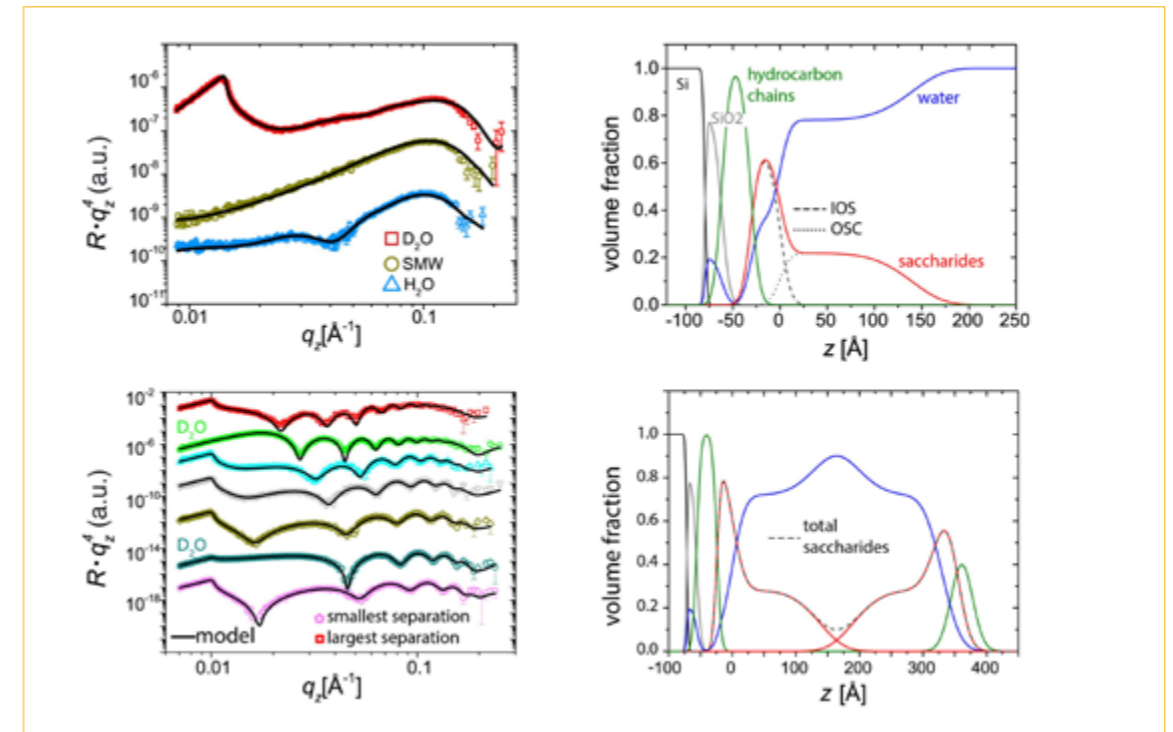 10⁻⁶
10⁻⁷
10⁻⁸
10⁻⁹
10⁻¹⁰
10⁻¹¹
R·q_z⁴ (a.u.)
D₂O
SMW
H₂O
0.01 0.1
q_z[Å⁻¹]
1.0
0.8
0.6
0.4
0.2
0.0
volume fraction
Si
SiO2
hydrocarbon
chains
water
IOS
OSC
saccharides
-100 -50 0 50 100 150 200 250
z [Å]
10⁻²
10⁻⁶
10⁻¹⁰
10⁻¹⁴
10⁻¹⁸
R·q_z⁴ (a.u.)
D₂O
D₂O
smallest separation
model
largest separation
0.01 0.1
q_z[Å⁻¹]
1.0
0.8
0.6
0.4
0.2
0.0
volume fraction
total
saccharides
-100 0 100 200 300 400
z [Å]